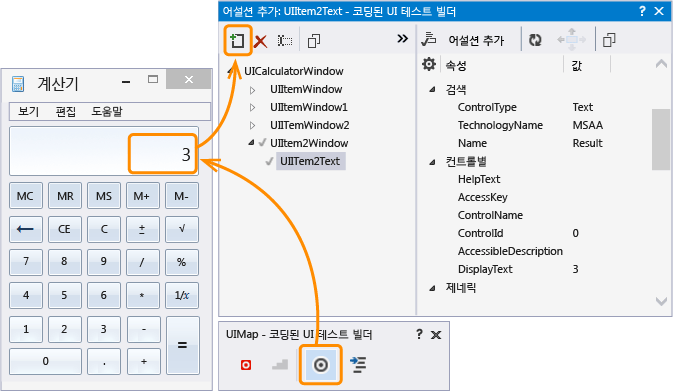 계산기
보기 편집 도움말
3
MC MR MS M+ M-
← CE C ± √
7 8 9 / %
4 5 6 * 1/x
1 2 3 - =
0 . +
어설션 추가: UIItem2Text - 코딩된 UI 테스트 빌더 ? ×
»
UICalculatorWindow
UIItemWindow
UIItemWindow1
UIITemWindow2
UIItem2Window
UIITem2Text
어설션 추가
속성 값
검색
ControlType Text
TechnologyName MSAA
Name Result
컨트롤별
HelpText
AccessKey
ControlName
ControlId 0
AccessibleDescription
DisplayText 3
제네릭
UIMap - 코딩된 UI 테스트 빌더 ?